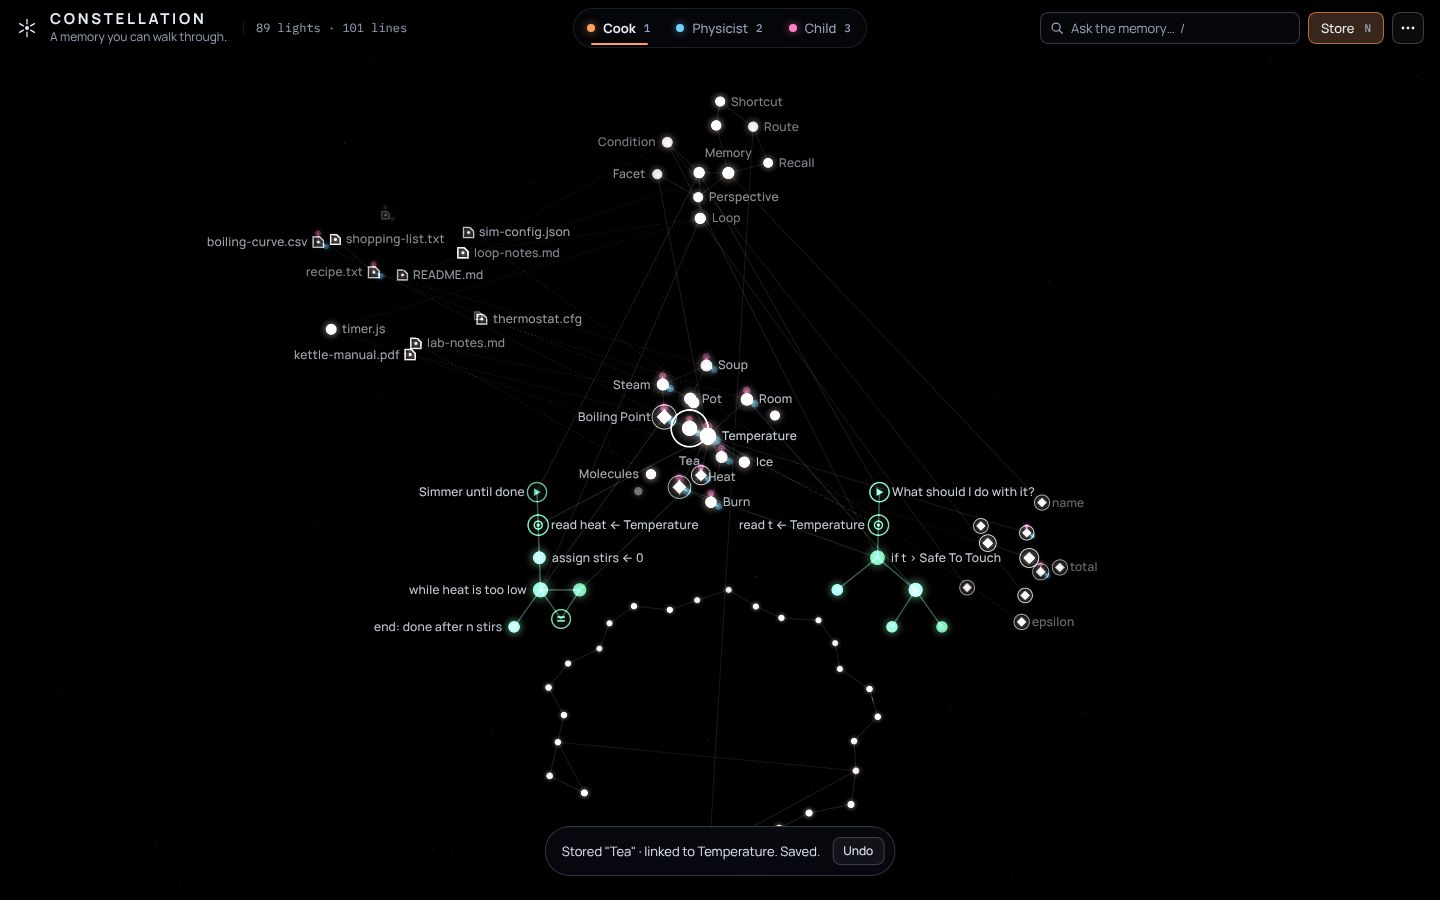 CONSTELLATION
A memory you can walk through.
89 lights · 101 lines
Cook 1
Physicist 2
Child 3
Ask the memory... /
Store N
Shortcut
Route
Condition
Memory
Recall
Facet
Perspective
Loop
sim-config.json
boiling-curve.csv
shopping-list.txt
loop-notes.md
recipe.txt
README.md
thermostat.cfg
timer.js
lab-notes.md
kettle-manual.pdf
Soup
Steam
Pot
Room
Boiling Point
Temperature
Tea
Ice
Molecules
Heat
Simmer until done
What should I do with it?
Burn
name
read heat ← Temperature
read t ← Temperature
assign stirs ← 0
if t > Safe To Touch
total
while heat is too low
epsilon
end: done after n stirs
Stored "Tea" · linked to Temperature. Saved.
Undo